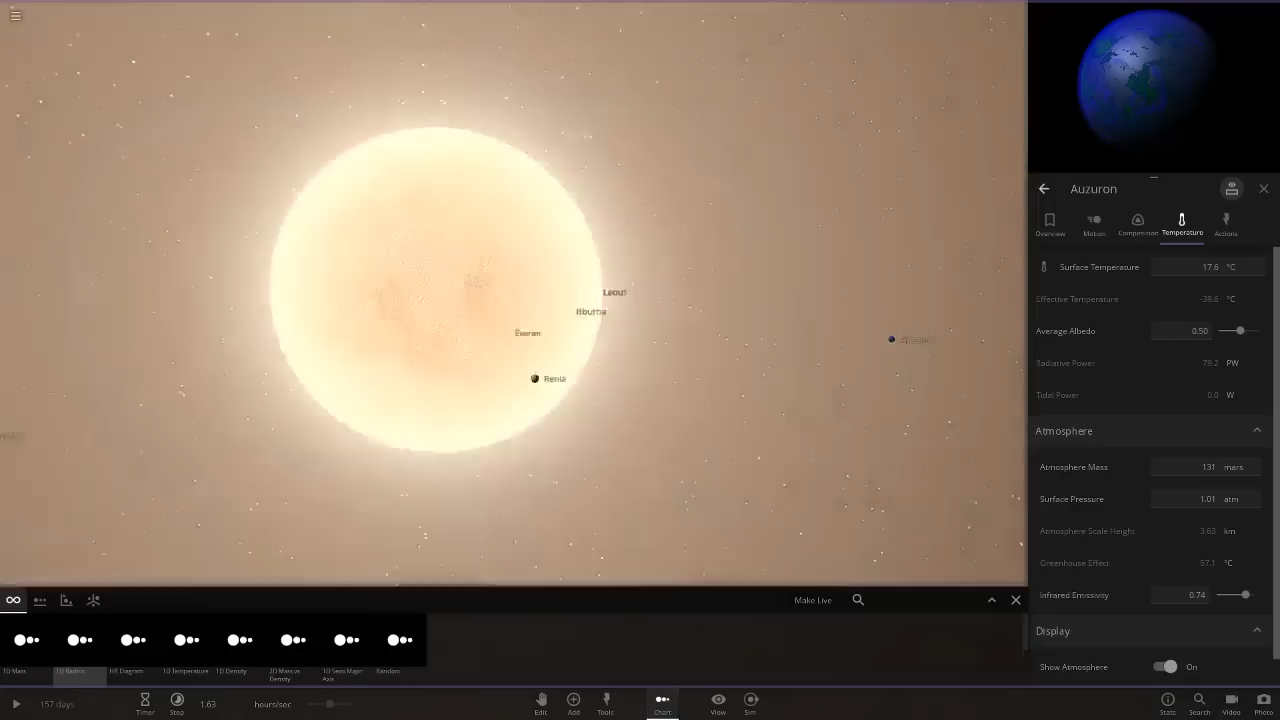 Auzuron
Overview
Motion
Composition
Temperature
Actions
Surface Temperature 17.6 °C
Effective Temperature -39.6 °C
Average Albedo 0.50
Radiative Power 79.2 PW
Tidal Power 0.0 W
Atmosphere
Atmosphere Mass 131 mars
Surface Pressure 1.01 atm
Atmosphere Scale Height 3.63 km
Greenhouse Effect 57.1 °C
Infrared Emissivity 0.74
Display
Show Atmosphere On
Renia
Make Live
1D Mass
1D Radius
HR Diagram
1D Temperature
1D Density
2D Mass vs
Density
1D Semi Major
Axis
Random
157 days
Timer
Step
1.63 hours/sec
Edit
Add
Tools
Chart
View
Sim
Stats
Search
Video
Photo